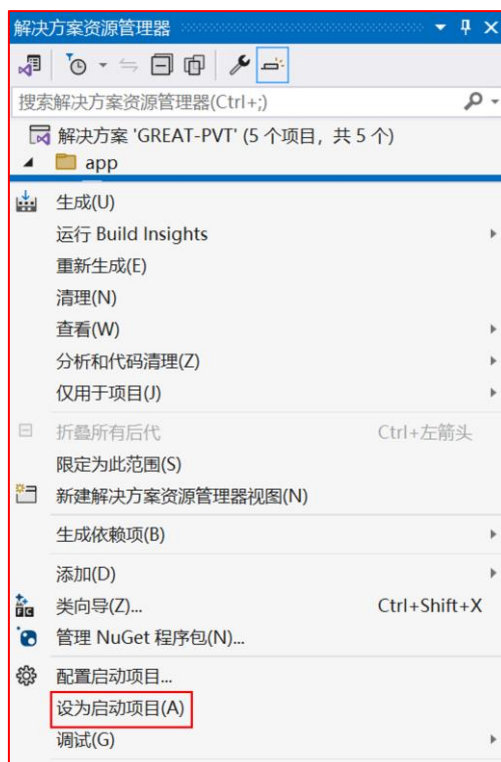 解决方案资源管理器
搜索解决方案资源管理器(Ctrl+;)
解决方案 'GREAT-PVT' (5 个项目，共 5 个)
app
生成(U)
运行 Build Insights
重新生成(E)
清理(N)
查看(W)
分析和代码清理(Z)
仅用于项目(J)
折叠所有后代 Ctrl+左箭头
限定为此范围(S)
新建解决方案资源管理器视图(N)
生成依赖项(B)
添加(D)
类向导(Z)... Ctrl+Shift+X
管理 NuGet 程序包(N)...
配置启动项目...
设为启动项目(A)
调试(G)